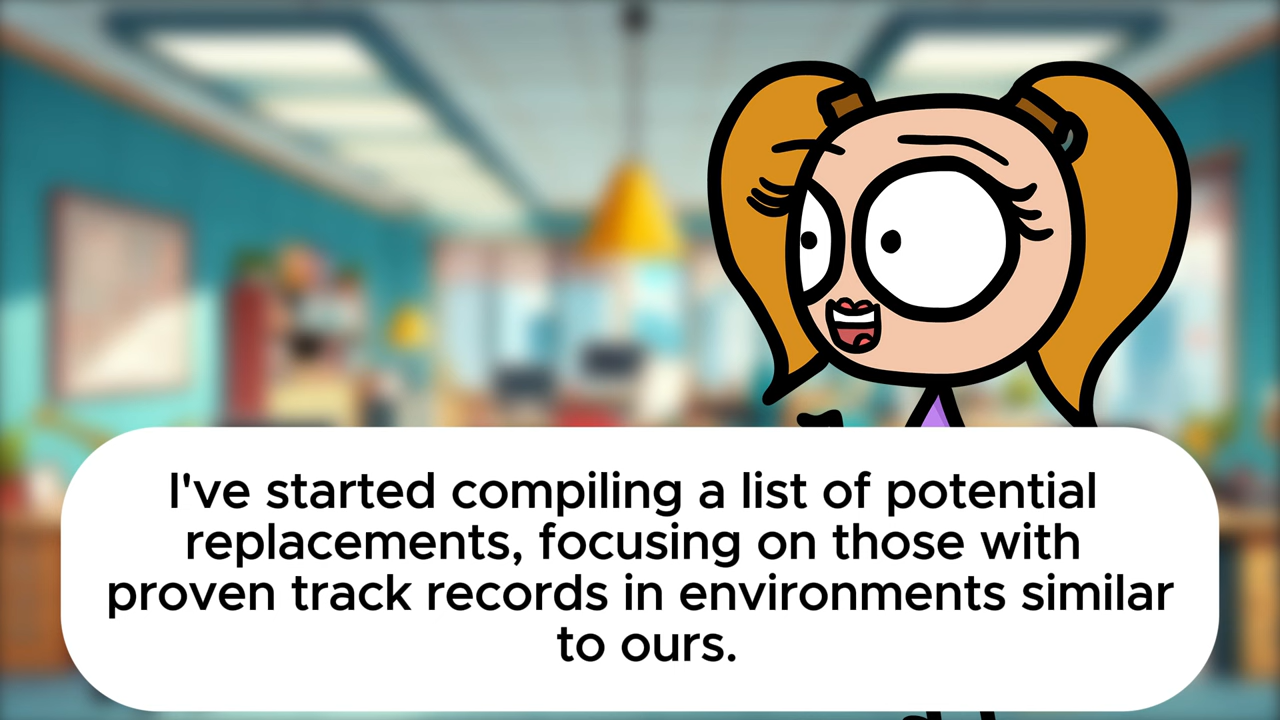 I've started compiling a list of potential
replacements, focusing on those with
proven track records in environments similar
to ours.